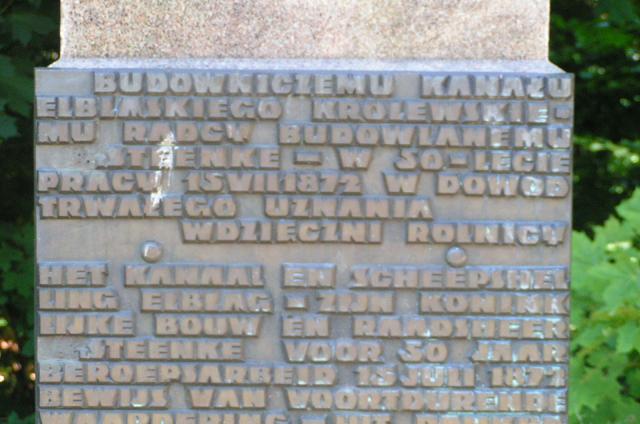 BUDOWNICZEMU KANAŁU
ELBLĄSKIEGO KRÓLEWSKIE-
MU RADCY BUDOWLANEMU
STEENKE - W 50-LECIE
PRACY 15 VII 1872 W DOWÓD
TRWAŁEGO UZNANIA
WDZIĘCZNI ROLNICY
HET KANAAL EN SCHEEPSHEL
LING ELBLĄG - ZIJN KONINK
LIJKE BOUW EN RAADSHEER
STEENKE VOOR 50 JAAR
BEROEPSARBEID 15 JULI 1872
BEWIJS VAN VOORTDURENDE
WAARDERING